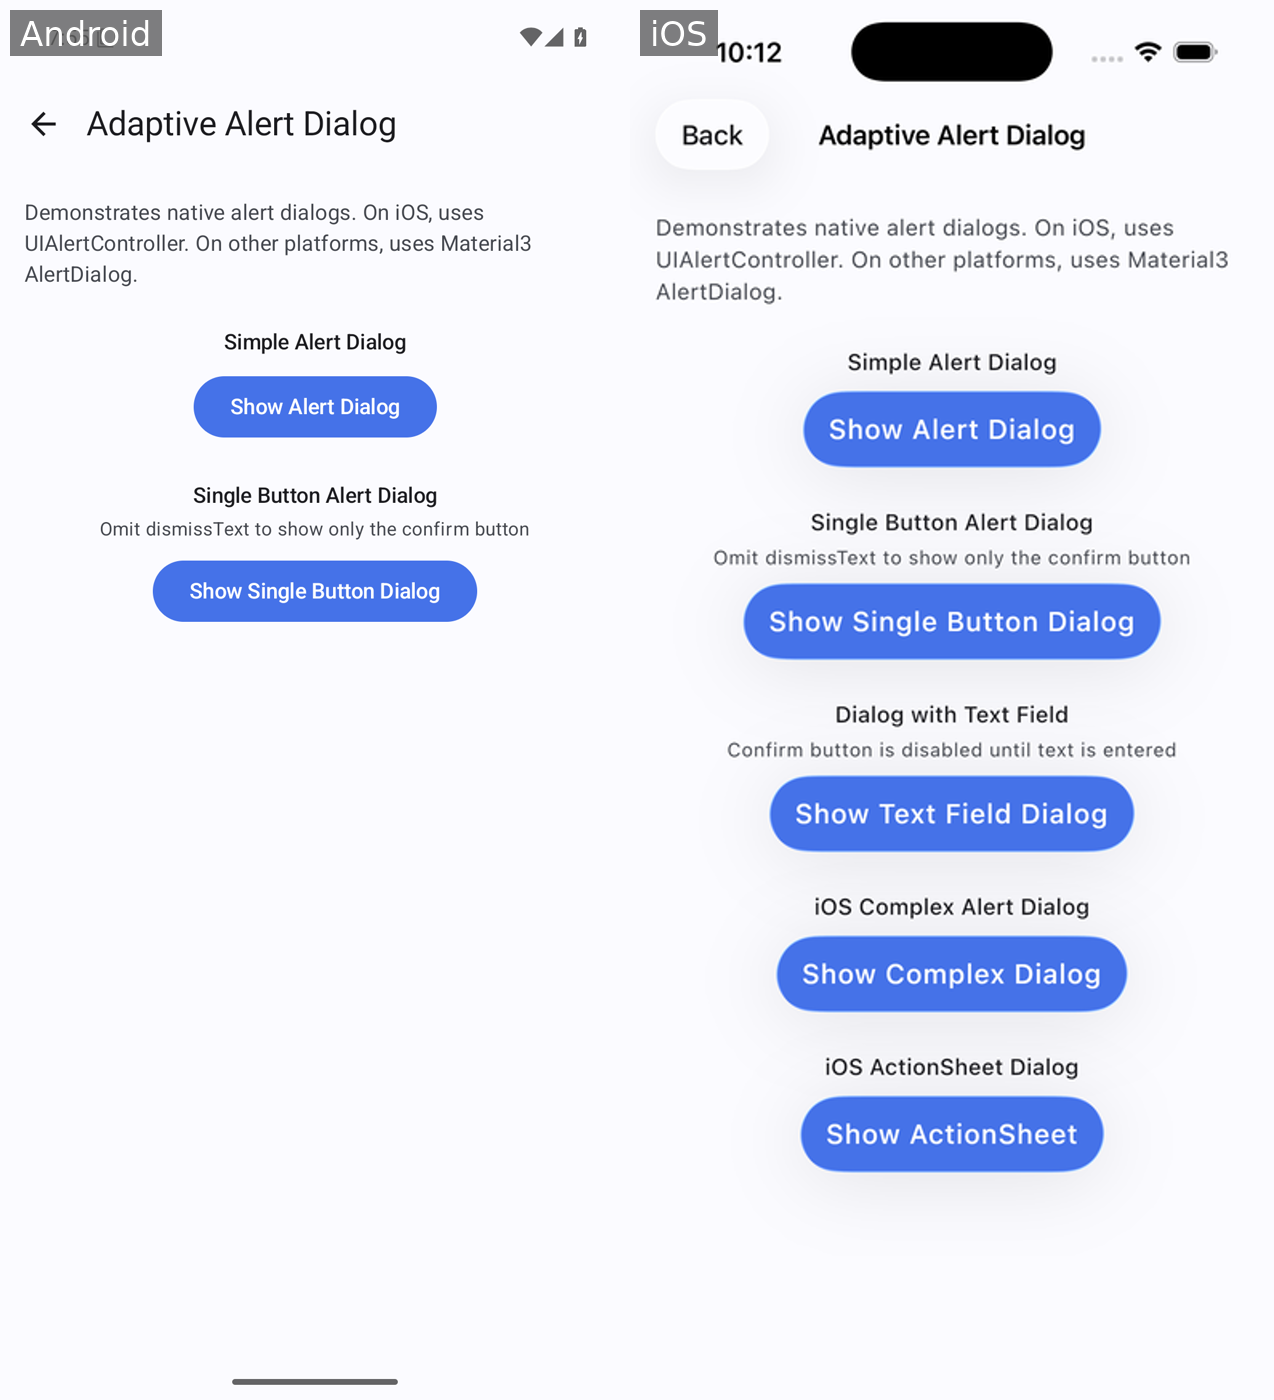 Android
Adaptive Alert Dialog
Demonstrates native alert dialogs. On iOS, uses
UIAlertController. On other platforms, uses Material3
AlertDialog.
Simple Alert Dialog
Show Alert Dialog
Single Button Alert Dialog
Omit dismissText to show only the confirm button
Show Single Button Dialog
iOS
10:12
Back
Adaptive Alert Dialog
Demonstrates native alert dialogs. On iOS, uses
UIAlertController. On other platforms, uses Material3
AlertDialog.
Simple Alert Dialog
Show Alert Dialog
Single Button Alert Dialog
Omit dismissText to show only the confirm button
Show Single Button Dialog
Dialog with Text Field
Confirm button is disabled until text is entered
Show Text Field Dialog
iOS Complex Alert Dialog
Show Complex Dialog
iOS ActionSheet Dialog
Show ActionSheet